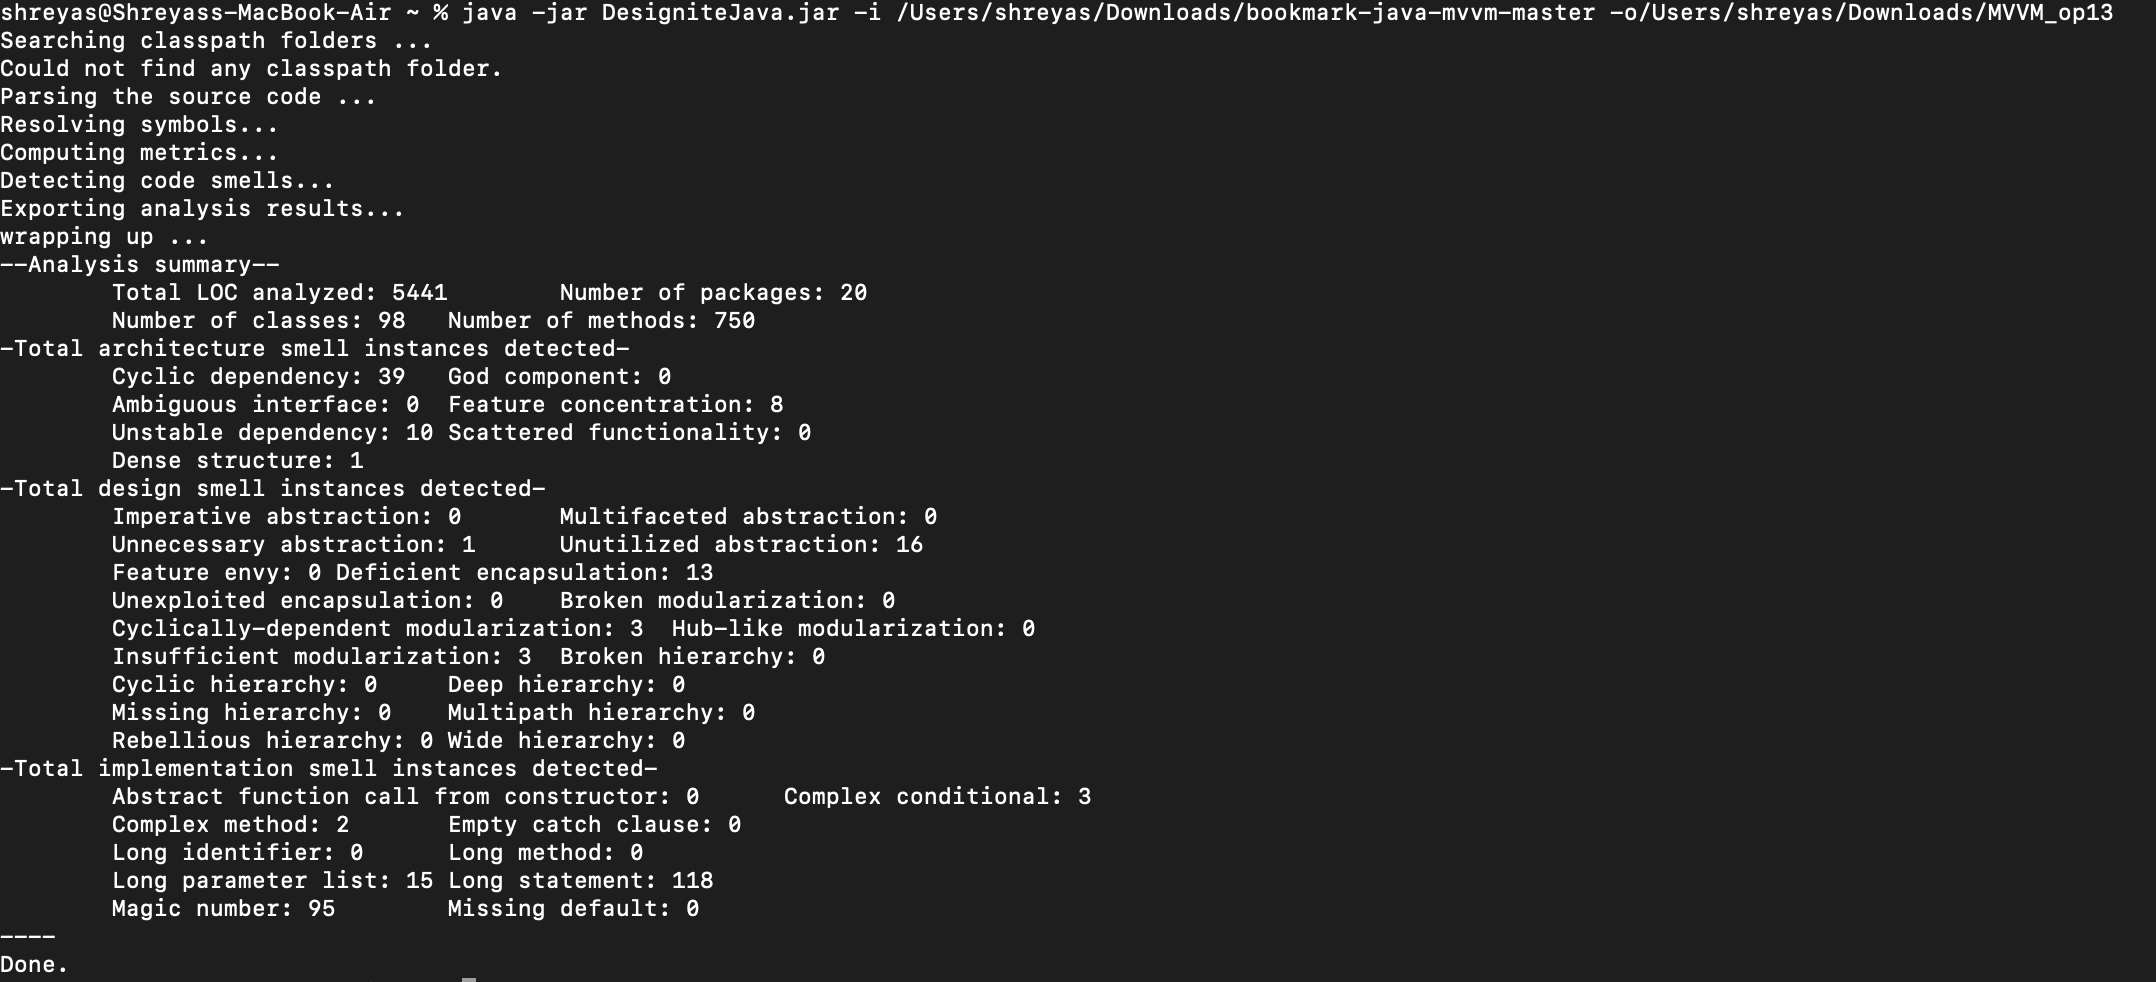 shreyas@Shreyass-MacBook-Air ~ % java -jar DesigniteJava.jar -i /Users/shreyas/Downloads/bookmark-java-mvvm-master -o/Users/shreyas/Downloads/MVVM_op13
Searching classpath folders ...
Could not find any classpath folder.
Parsing the source code ...
Resolving symbols...
Computing metrics...
Detecting code smells...
Exporting analysis results...
wrapping up ...
--Analysis summary--
        Total LOC analyzed: 5441        Number of packages: 20
        Number of classes: 98   Number of methods: 750
-Total architecture smell instances detected-
        Cyclic dependency: 39   God component: 0
        Ambiguous interface: 0  Feature concentration: 8
        Unstable dependency: 10 Scattered functionality: 0
        Dense structure: 1
-Total design smell instances detected-
        Imperative abstraction: 0       Multifaceted abstraction: 0
        Unnecessary abstraction: 1      Unutilized abstraction: 16
        Feature envy: 0 Deficient encapsulation: 13
        Unexploited encapsulation: 0    Broken modularization: 0
        Cyclically-dependent modularization: 3  Hub-like modularization: 0
        Insufficient modularization: 3  Broken hierarchy: 0
        Cyclic hierarchy: 0     Deep hierarchy: 0
        Missing hierarchy: 0    Multipath hierarchy: 0
        Rebellious hierarchy: 0 Wide hierarchy: 0
-Total implementation smell instances detected-
        Abstract function call from constructor: 0      Complex conditional: 3
        Complex method: 2       Empty catch clause: 0
        Long identifier: 0      Long method: 0
        Long parameter list: 15 Long statement: 118
        Magic number: 95        Missing default: 0
----
Done.